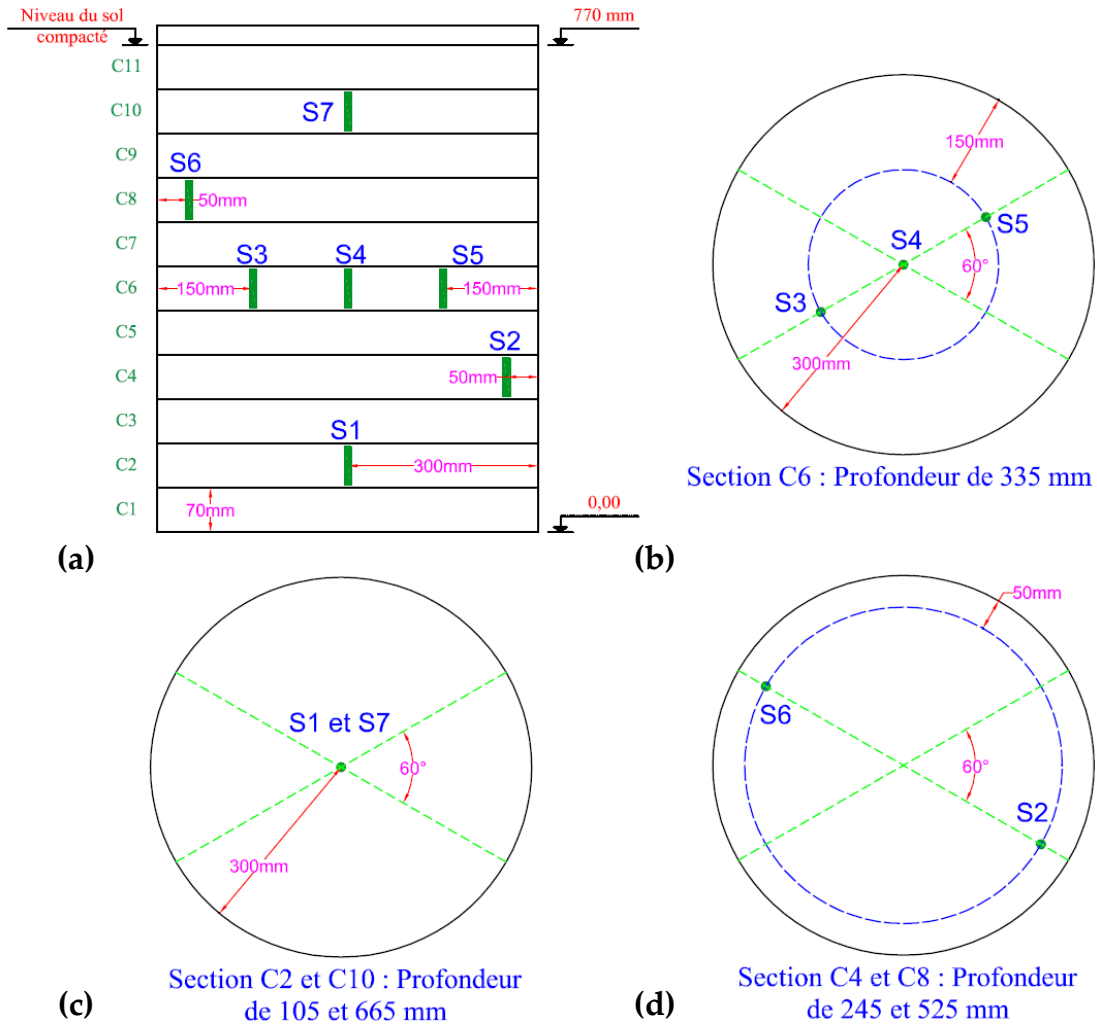 Niveau du sol
compacté
770 mm
C11
C10
S7
C9
S6
C8
50mm
C7
S3
S4
S5
C6
150mm
150mm
C5
S2
C4
50mm
C3
S1
C2
300mm
C1
70mm
0,00
(a)
150mm
S5
S4
60°
S3
300mm
Section C6 : Profondeur de 335 mm
(b)
S1 et S7
60°
300mm
Section C2 et C10 : Profondeur
de 105 et 665 mm
(c)
50mm
S6
60°
S2
Section C4 et C8 : Profondeur
de 245 et 525 mm
(d)